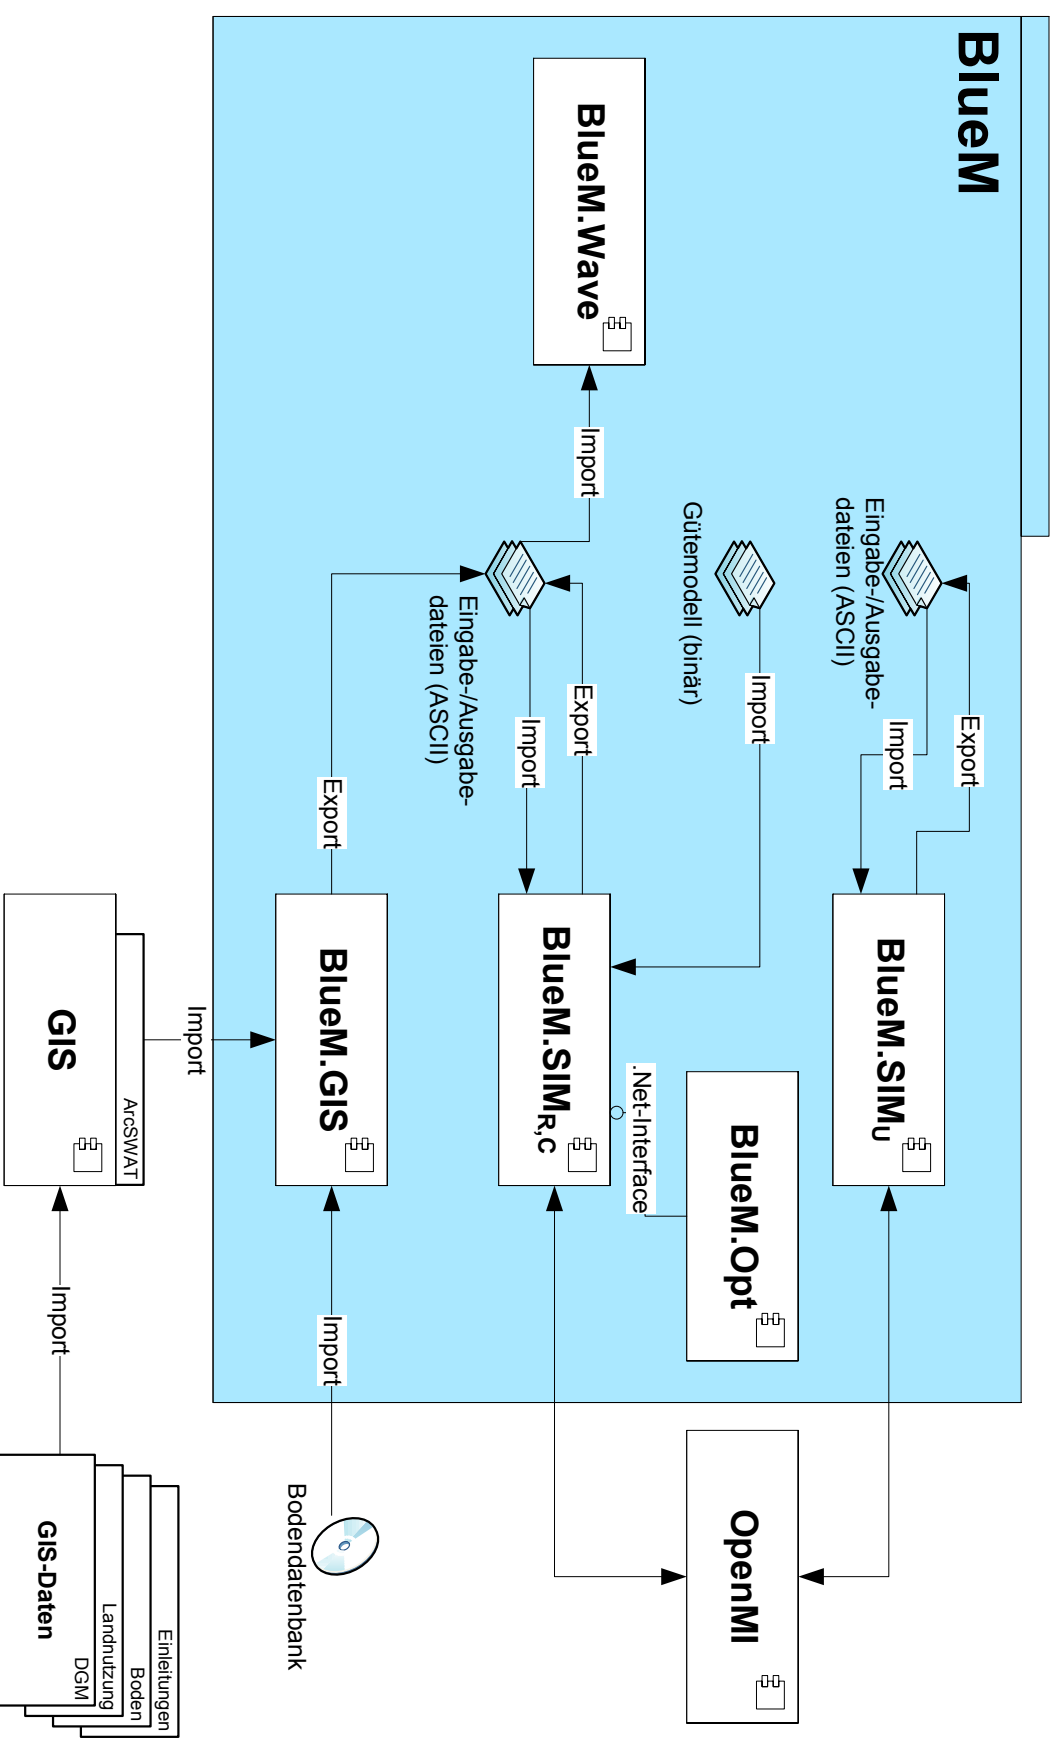 BlueM
BlueM.Wave
Import
Eingabe-/Ausgabe-
dateien (ASCII)
Export
Import
BlueM.SIMU
Gütemodell (binär)
Import
BlueM.Opt
.Net-Interface
OpenMI
Eingabe-/Ausgabe-
dateien (ASCII)
Export
Import
BlueM.SIMR,C
Export
BlueM.GIS
Import
Bodendatenbank
Import
GIS
ArcSWAT
Import
GIS-Daten
DGM
Landnutzung
Boden
Einleitungen